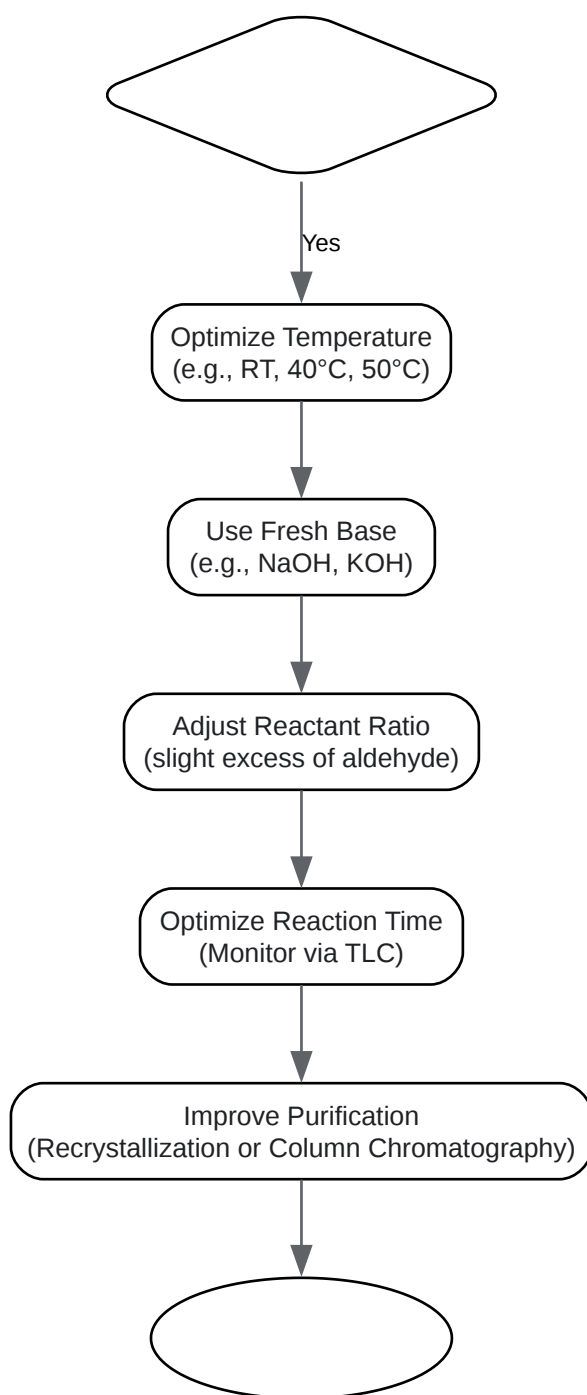 Yes
Optimize Temperature
(e.g., RT, 40°C, 50°C)
Use Fresh Base
(e.g., NaOH, KOH)
Adjust Reactant Ratio
(slight excess of aldehyde)
Optimize Reaction Time
(Monitor via TLC)
Improve Purification
(Recrystallization or Column Chromatography)